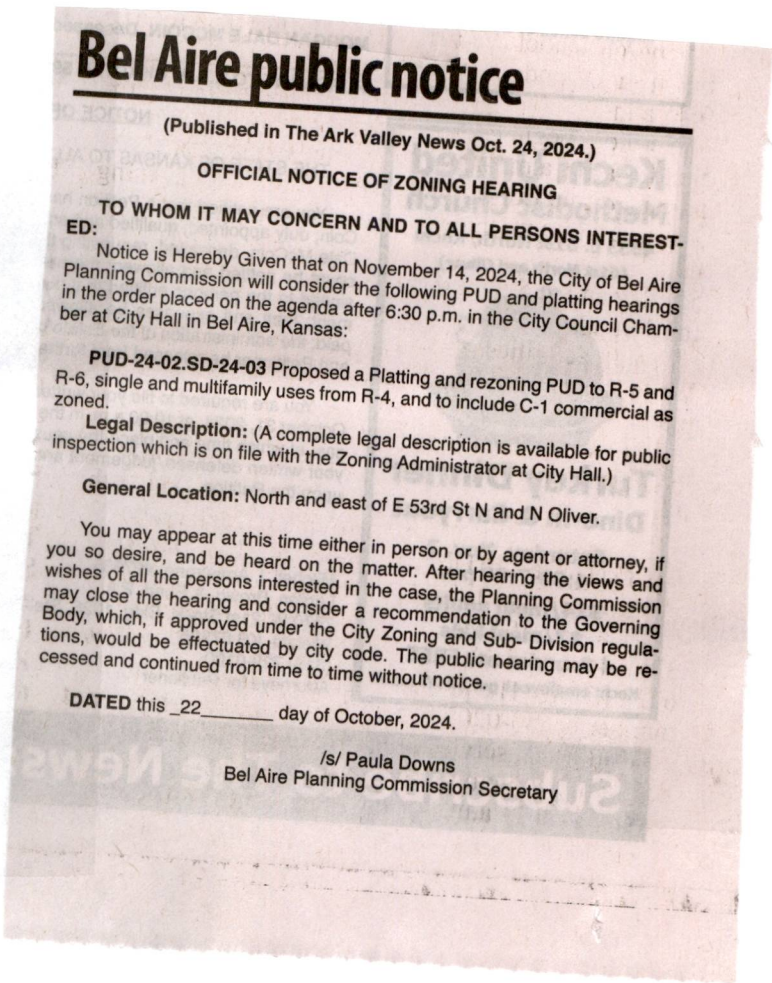 Bel Aire public notice
(Published in The Ark Valley News Oct. 24, 2024.)
OFFICIAL NOTICE OF ZONING HEARING
TO WHOM IT MAY CONCERN AND TO ALL PERSONS INTEREST-
ED:
Notice is Hereby Given that on November 14, 2024, the City of Bel Aire
Planning Commission will consider the following PUD and platting hearings
in the order placed on the agenda after 6:30 p.m. in the City Council Cham-
ber at City Hall in Bel Aire, Kansas:
PUD-24-02.SD-24-03 Proposed a Platting and rezoning PUD to R-5 and
R-6, single and multifamily uses from R-4, and to include C-1 commercial as
zoned.
Legal Description: (A complete legal description is available for public
inspection which is on file with the Zoning Administrator at City Hall.)
General Location: North and east of E 53rd St N and N Oliver.
You may appear at this time either in person or by agent or attorney, if
you so desire, and be heard on the matter. After hearing the views and
wishes of all the persons interested in the case, the Planning Commission
may close the hearing and consider a recommendation to the Governing
Body, which, if approved under the City Zoning and Sub- Division regula-
tions, would be effectuated by city code. The public hearing may be re-
cessed and continued from time to time without notice.
DATED this _22_______ day of October, 2024.
/s/ Paula Downs
Bel Aire Planning Commission Secretary